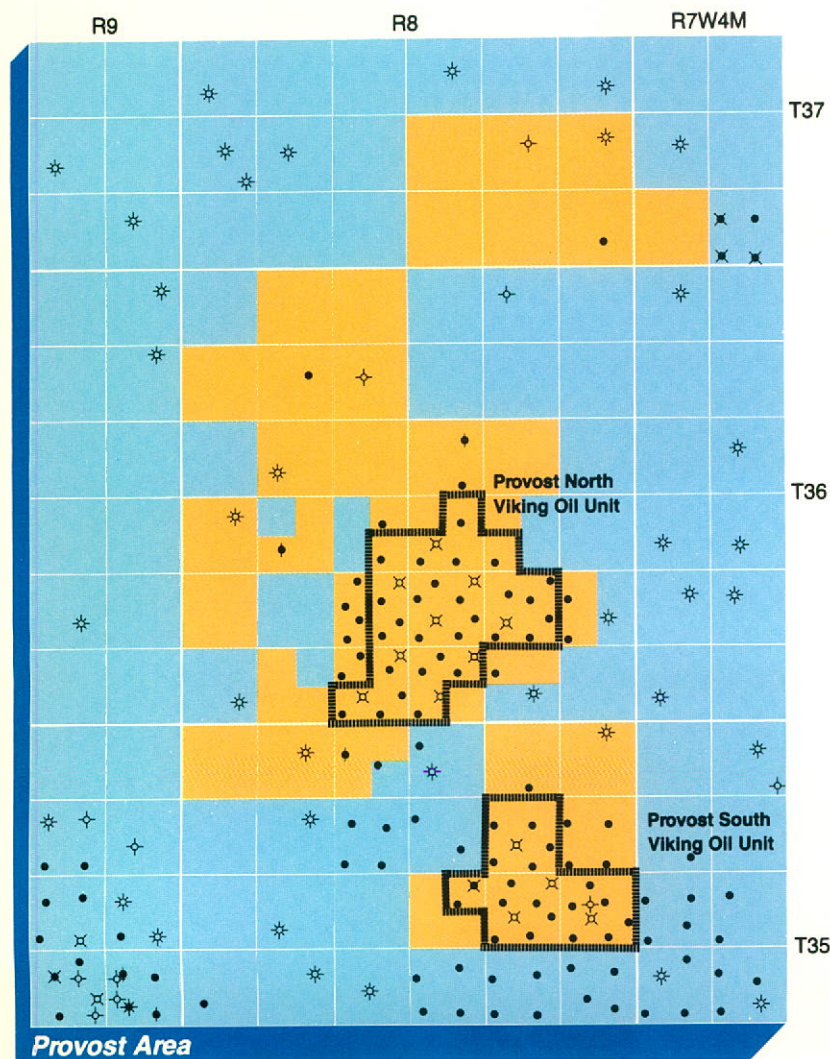 R9 R8 R7W4M
T37
Provost North
Viking Oil Unit
T36
Provost South
Viking Oil Unit
T35
Provost Area